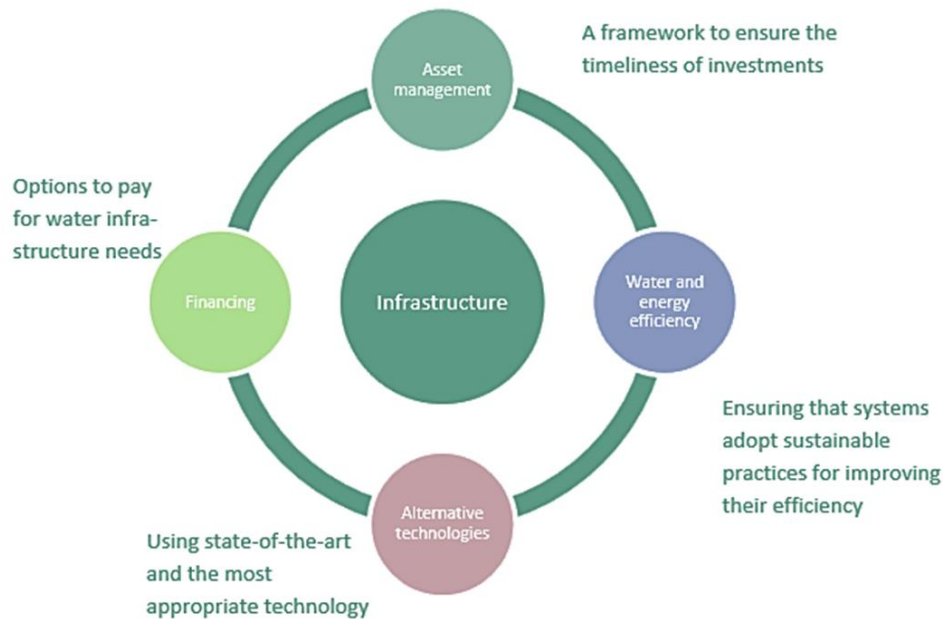 Asset
management
A framework to ensure the
timeliness of investments
Options to pay
for water infra-
structure needs
Financing
Infrastructure
Water and
energy
efficiency
Ensuring that systems
adopt sustainable
practices for improving
their efficiency
Alternative
technologies
Using state-of-the-art
and the most
appropriate technology